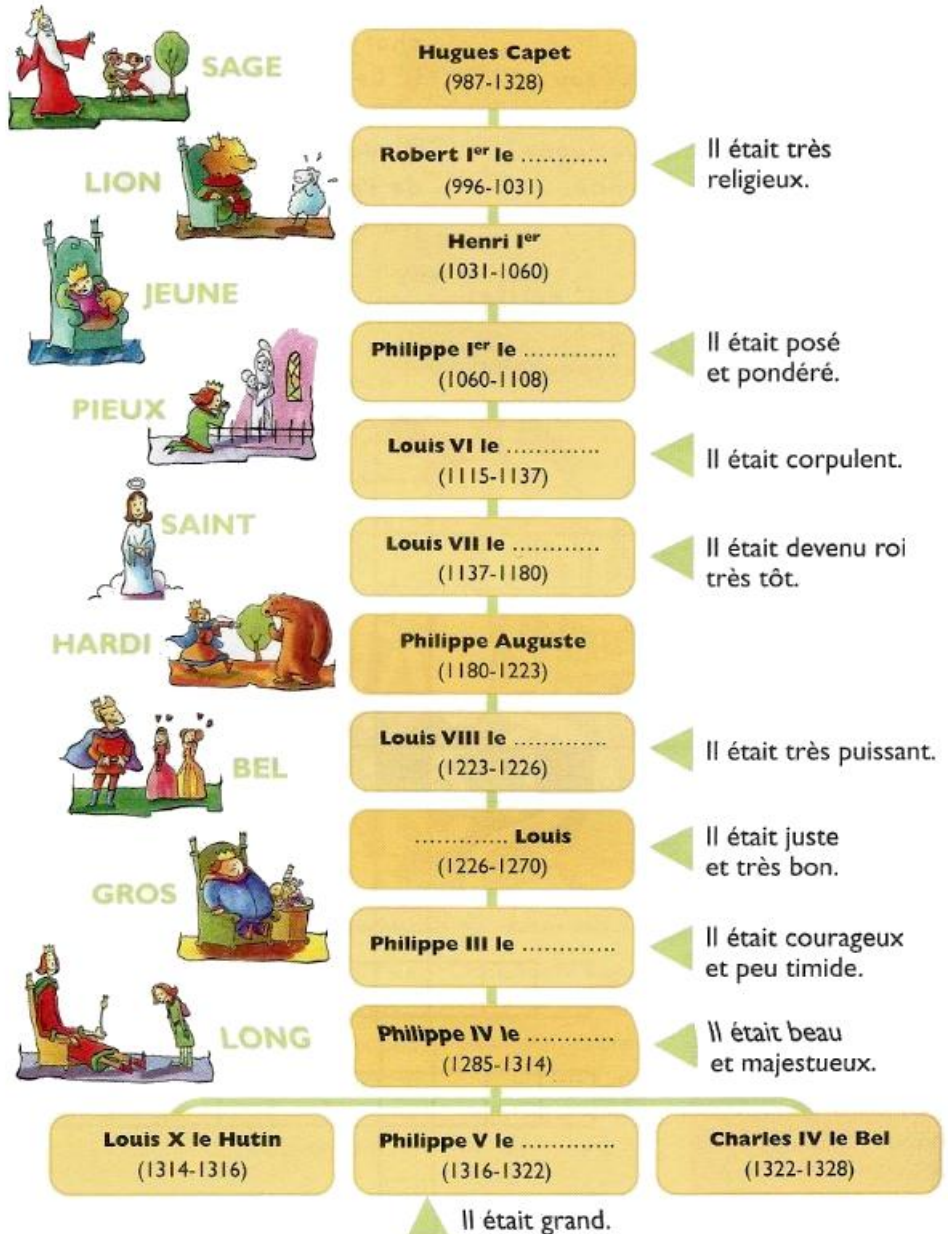 SAGE
Hugues Capet
(987-1328)
LION
Robert Iᵉʳ le ............
(996-1031)
Il était très
religieux.
JEUNE
Henri Iᵉʳ
(1031-1060)
PIEUX
Philippe Iᵉʳ le .............
(1060-1108)
Il était posé
et pondéré.
Louis VI le .............
(1115-1137)
Il était corpulent.
SAINT
Louis VII le ............
(1137-1180)
Il était devenu roi
très tôt.
HARDI
Philippe Auguste
(1180-1223)
BEL
Louis VIII le .............
(1223-1226)
Il était très puissant.
............. Louis
(1226-1270)
Il était juste
et très bon.
GROS
Philippe III le .............
Il était courageux
et peu timide.
LONG
Philippe IV le ............
(1285-1314)
Il était beau
et majestueux.
Louis X le Hutin
(1314-1316)
Philippe V le .............
(1316-1322)
Charles IV le Bel
(1322-1328)
Il était grand.